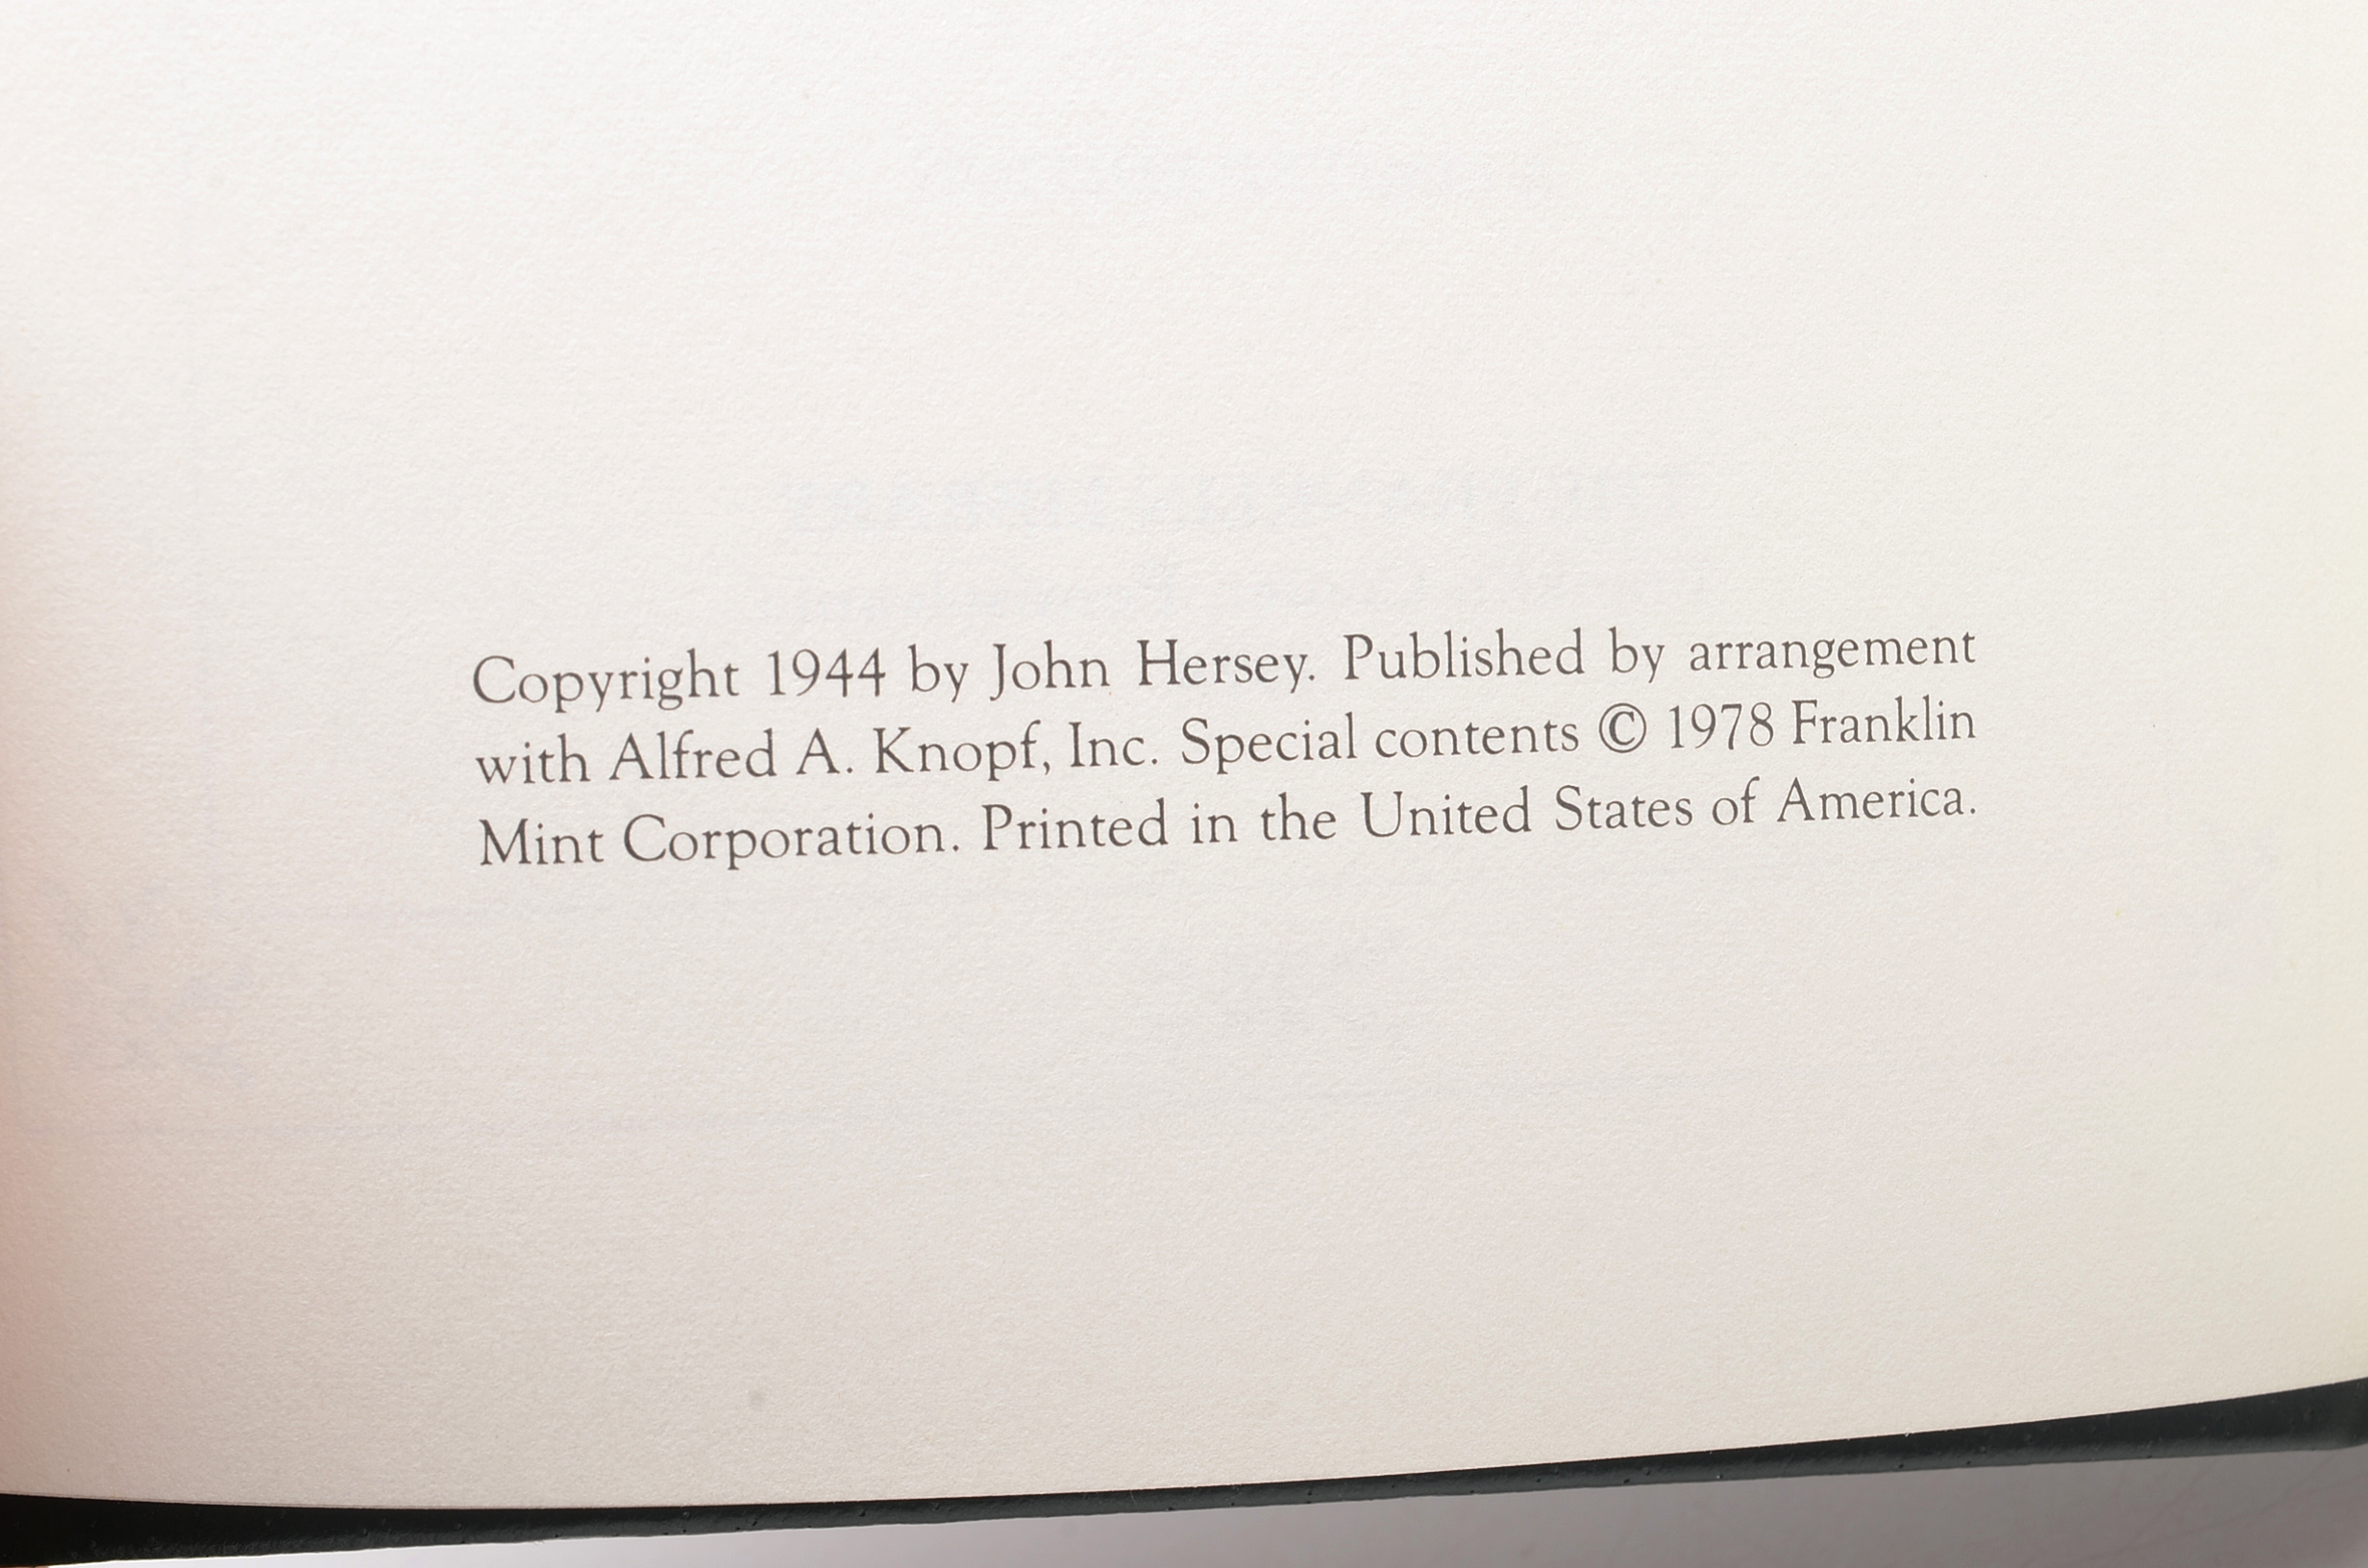 Copyright 1944 by John Hersey. Published by arrangement
with Alfred A. Knopf, Inc. Special contents © 1978 Franklin
Mint Corporation. Printed in the United States of America.